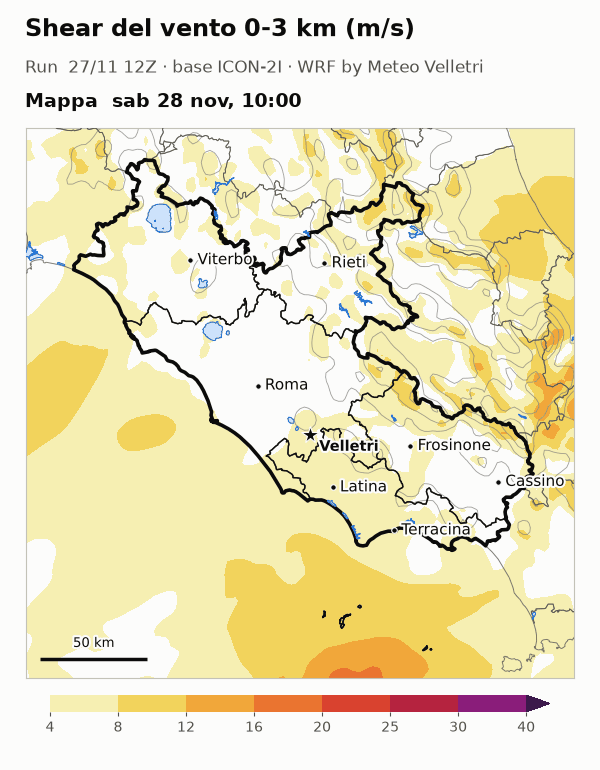 Shear del vento 0-3 km (m/s)
Run  27/11 12Z · base ICON-2I · WRF by Meteo Velletri
Mappa  sab 28 nov, 10:00
Viterbo
Rieti
Roma
Velletri
Frosinone
Latina
Cassino
Terracina
50 km
4 8 12 16 20 25 30 40